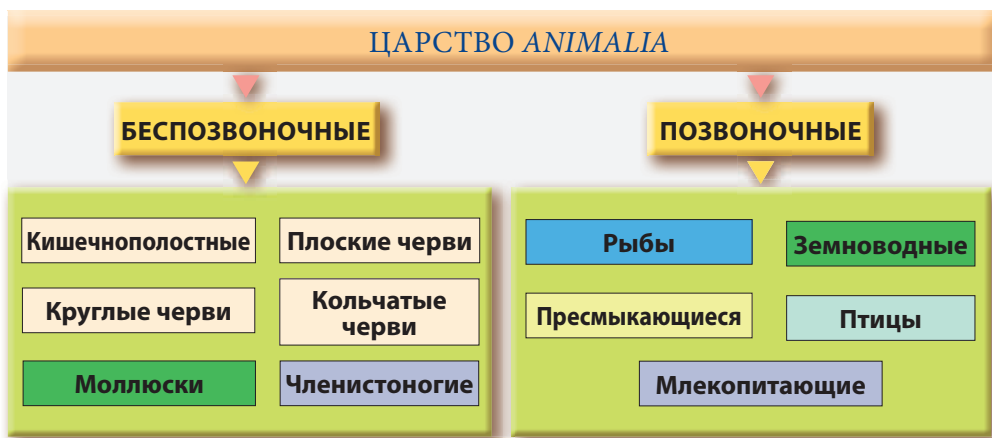 ЦАРСТВО ANIMALIA
БЕСПОЗВОНОЧНЫЕ
ПОЗВОНОЧНЫЕ
Кишечнополостные
Плоские черви
Круглые черви
Кольчатые
черви
Моллюски
Членистоногие
Рыбы
Земноводные
Пресмыкающиеся
Птицы
Млекопитающие